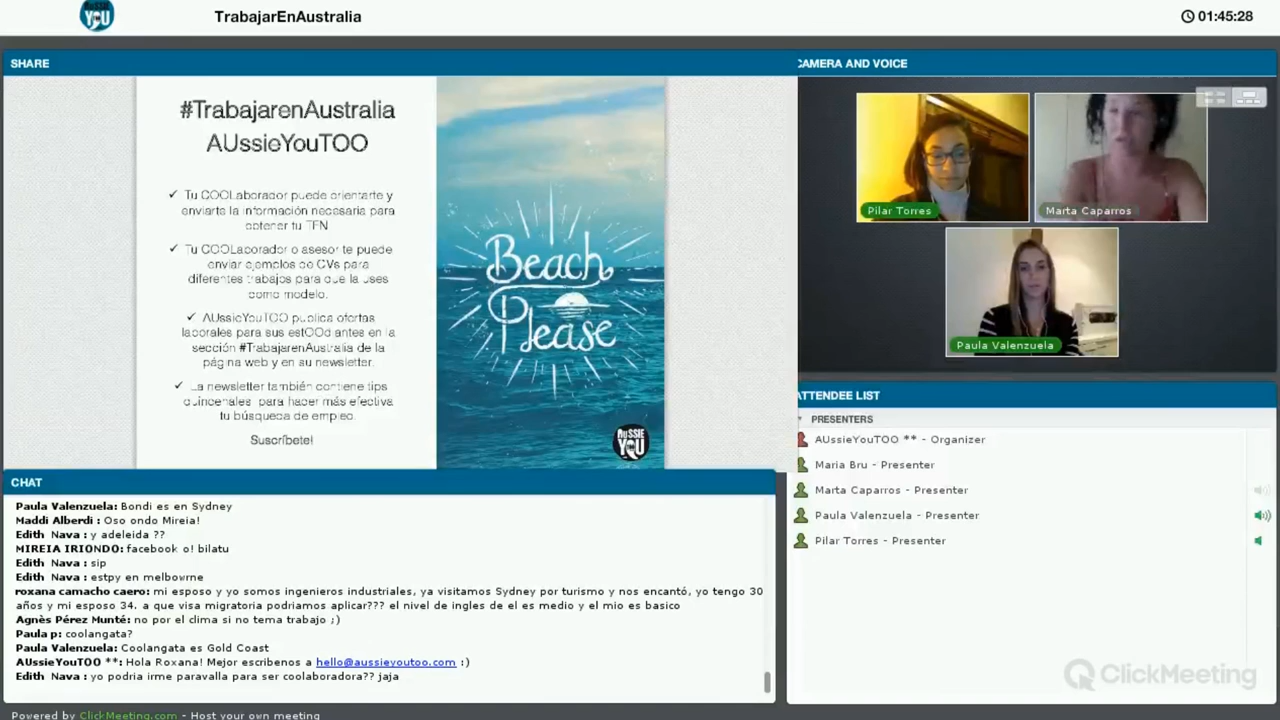 AUSSIE
YOU
TrabajarEnAustralia
01:45:28
SHARE
#TrabajarenAustralia
AUssieYouTOO
✓ Tu COOLaborador puede orientarte y
enviarte la información necesaria para
obtener tu TFN
✓ Tu COOLaborador o asesor te puede
enviar ejemplos de CVs para
diferentes trabajos para que la uses
como modelo.
✓ AUssieYouTOO publica ofertas
laborales para sus estOOdiantes en la
sección #TrabajarenAustralia de la
página web y en su newsletter.
✓ La newsletter también contiene tips
quincenales para hacer más efectiva
tu búsqueda de empleo.
Suscríbete!
Beach
Please
AUSSIE
YOU
CAMERA AND VOICE
Pilar Torres
Marta Caparros
Paula Valenzuela
ATTENDEE LIST
PRESENTERS
AUssieYouTOO ** - Organizer
Maria Bru - Presenter
Marta Caparros - Presenter
Paula Valenzuela - Presenter
Pilar Torres - Presenter
CHAT
Paula Valenzuela: Bondi es en Sydney
Maddi Alberdi : Oso ondo Mireia!
Edith Nava : y adeleida ??
MIREIA IRIONDO: facebook o! bilatu
Edith Nava : sip
Edith Nava : estpy en melbowrne
roxana camacho caero: mi esposo y yo somos ingenieros industriales, ya visitamos Sydney por turismo y nos encantó, yo tengo 30
años y mi esposo 34. a que visa migratoria podriamos aplicar??? el nivel de ingles de el es medio y el mio es basico
Agnès Pérez Munté: no por el clima si no tema trabajo ;)
Paula p: coolangata?
Paula Valenzuela: Coolangata es Gold Coast
AUssieYouTOO **: Hola Roxana! Mejor escribenos a hello@aussieyoutoo.com :)
Edith Nava : yo podria irme paravalla para ser coolaboradora?? jaja
ClickMeeting
Powered by ClickMeeting.com - Host your own meeting